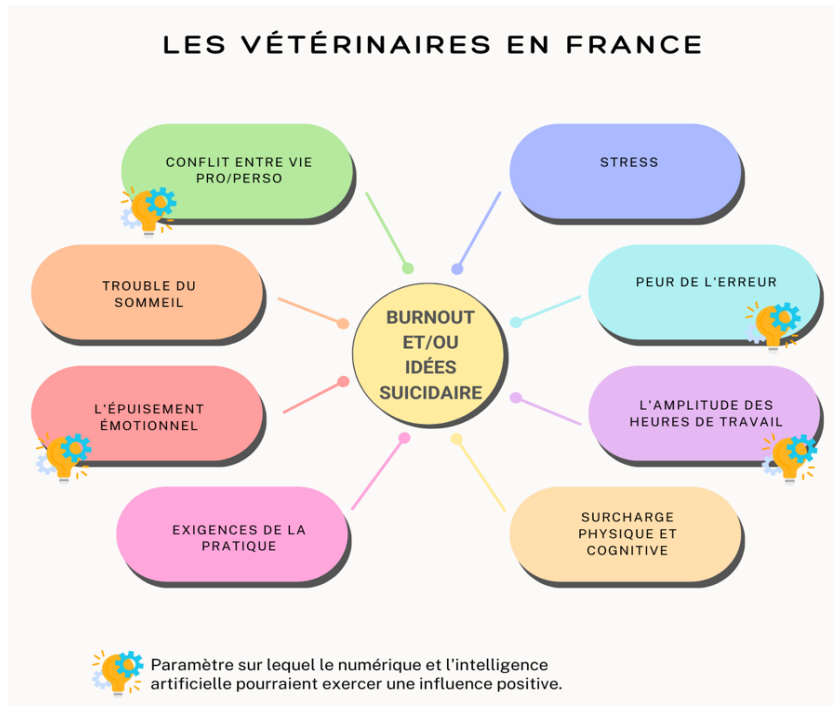 LES VÉTÉRINAIRES EN FRANCE
CONFLIT ENTRE VIE
PRO/PERSO
STRESS
TROUBLE DU
SOMMEIL
PEUR DE L'ERREUR
BURNOUT
ET/OU
IDÉES
SUICIDAIRE
L'ÉPUISEMENT
ÉMOTIONNEL
L'AMPLITUDE DES
HEURES DE TRAVAIL
EXIGENCES DE LA
PRATIQUE
SURCHARGE
PHYSIQUE ET
COGNITIVE
Paramètre sur lequel le numérique et l'intelligence
artificielle pourraient exercer une influence positive.